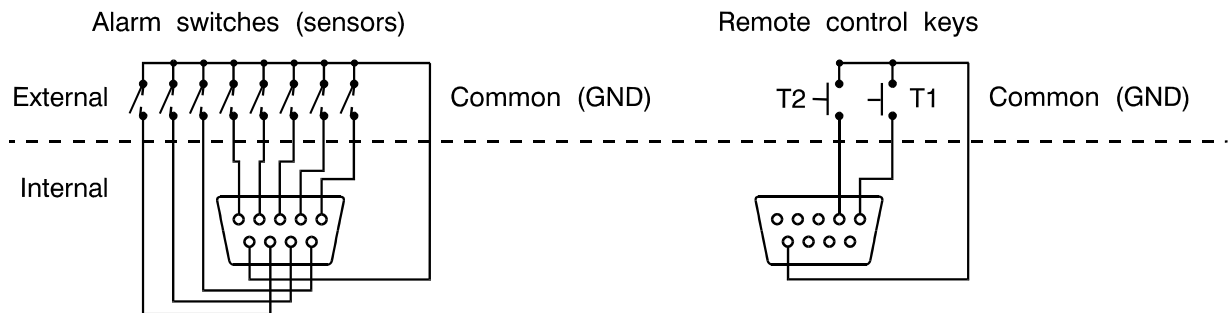 Alarm switches (sensors)
Remote control keys
External
Common (GND)
T2
T1
Common (GND)
Internal